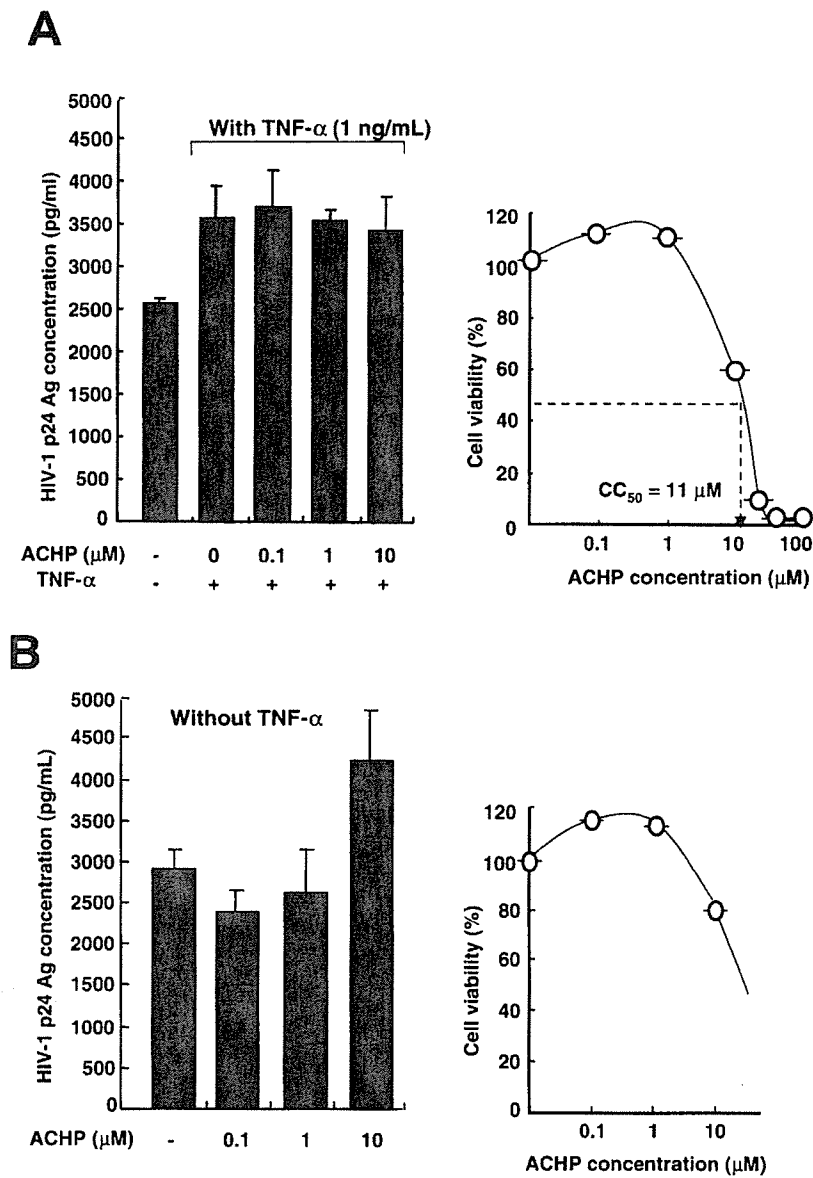 A
5000
4500
4000
3500
3000
2500
2000
1500
1000
500
0
HIV-1 p24 Ag concentration (pg/ml)
With TNF-α (1 ng/mL)
ACHP (μM) - 0 0.1 1 10
TNF-α - + + + +
120
100
80
60
40
20
0
Cell viability (%)
CC50 = 11 μM
0.1 1 10 100
ACHP concentration (μM)
B
5000
4500
4000
3500
3000
2500
2000
1500
1000
500
0
HIV-1 p24 Ag concentration (pg/mL)
Without TNF-α
ACHP (μM) - 0.1 1 10
120
100
80
60
40
20
0
Cell viability (%)
0.1 1 10
ACHP concentration (μM)